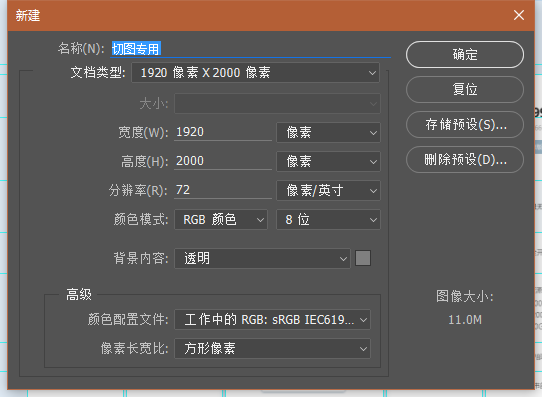 新建
名称(N): 切图专用
确定
文档类型: 1920 像素 X 2000 像素
复位
大小:
存储预设(S)...
宽度(W): 1920 像素
删除预设(D)...
高度(H): 2000 像素
分辨率(R): 72 像素/英寸
颜色模式: RGB 颜色 8 位
背景内容: 透明
高级
图像大小:
颜色配置文件: 工作中的 RGB: sRGB IEC619...
11.0M
像素长宽比: 方形像素